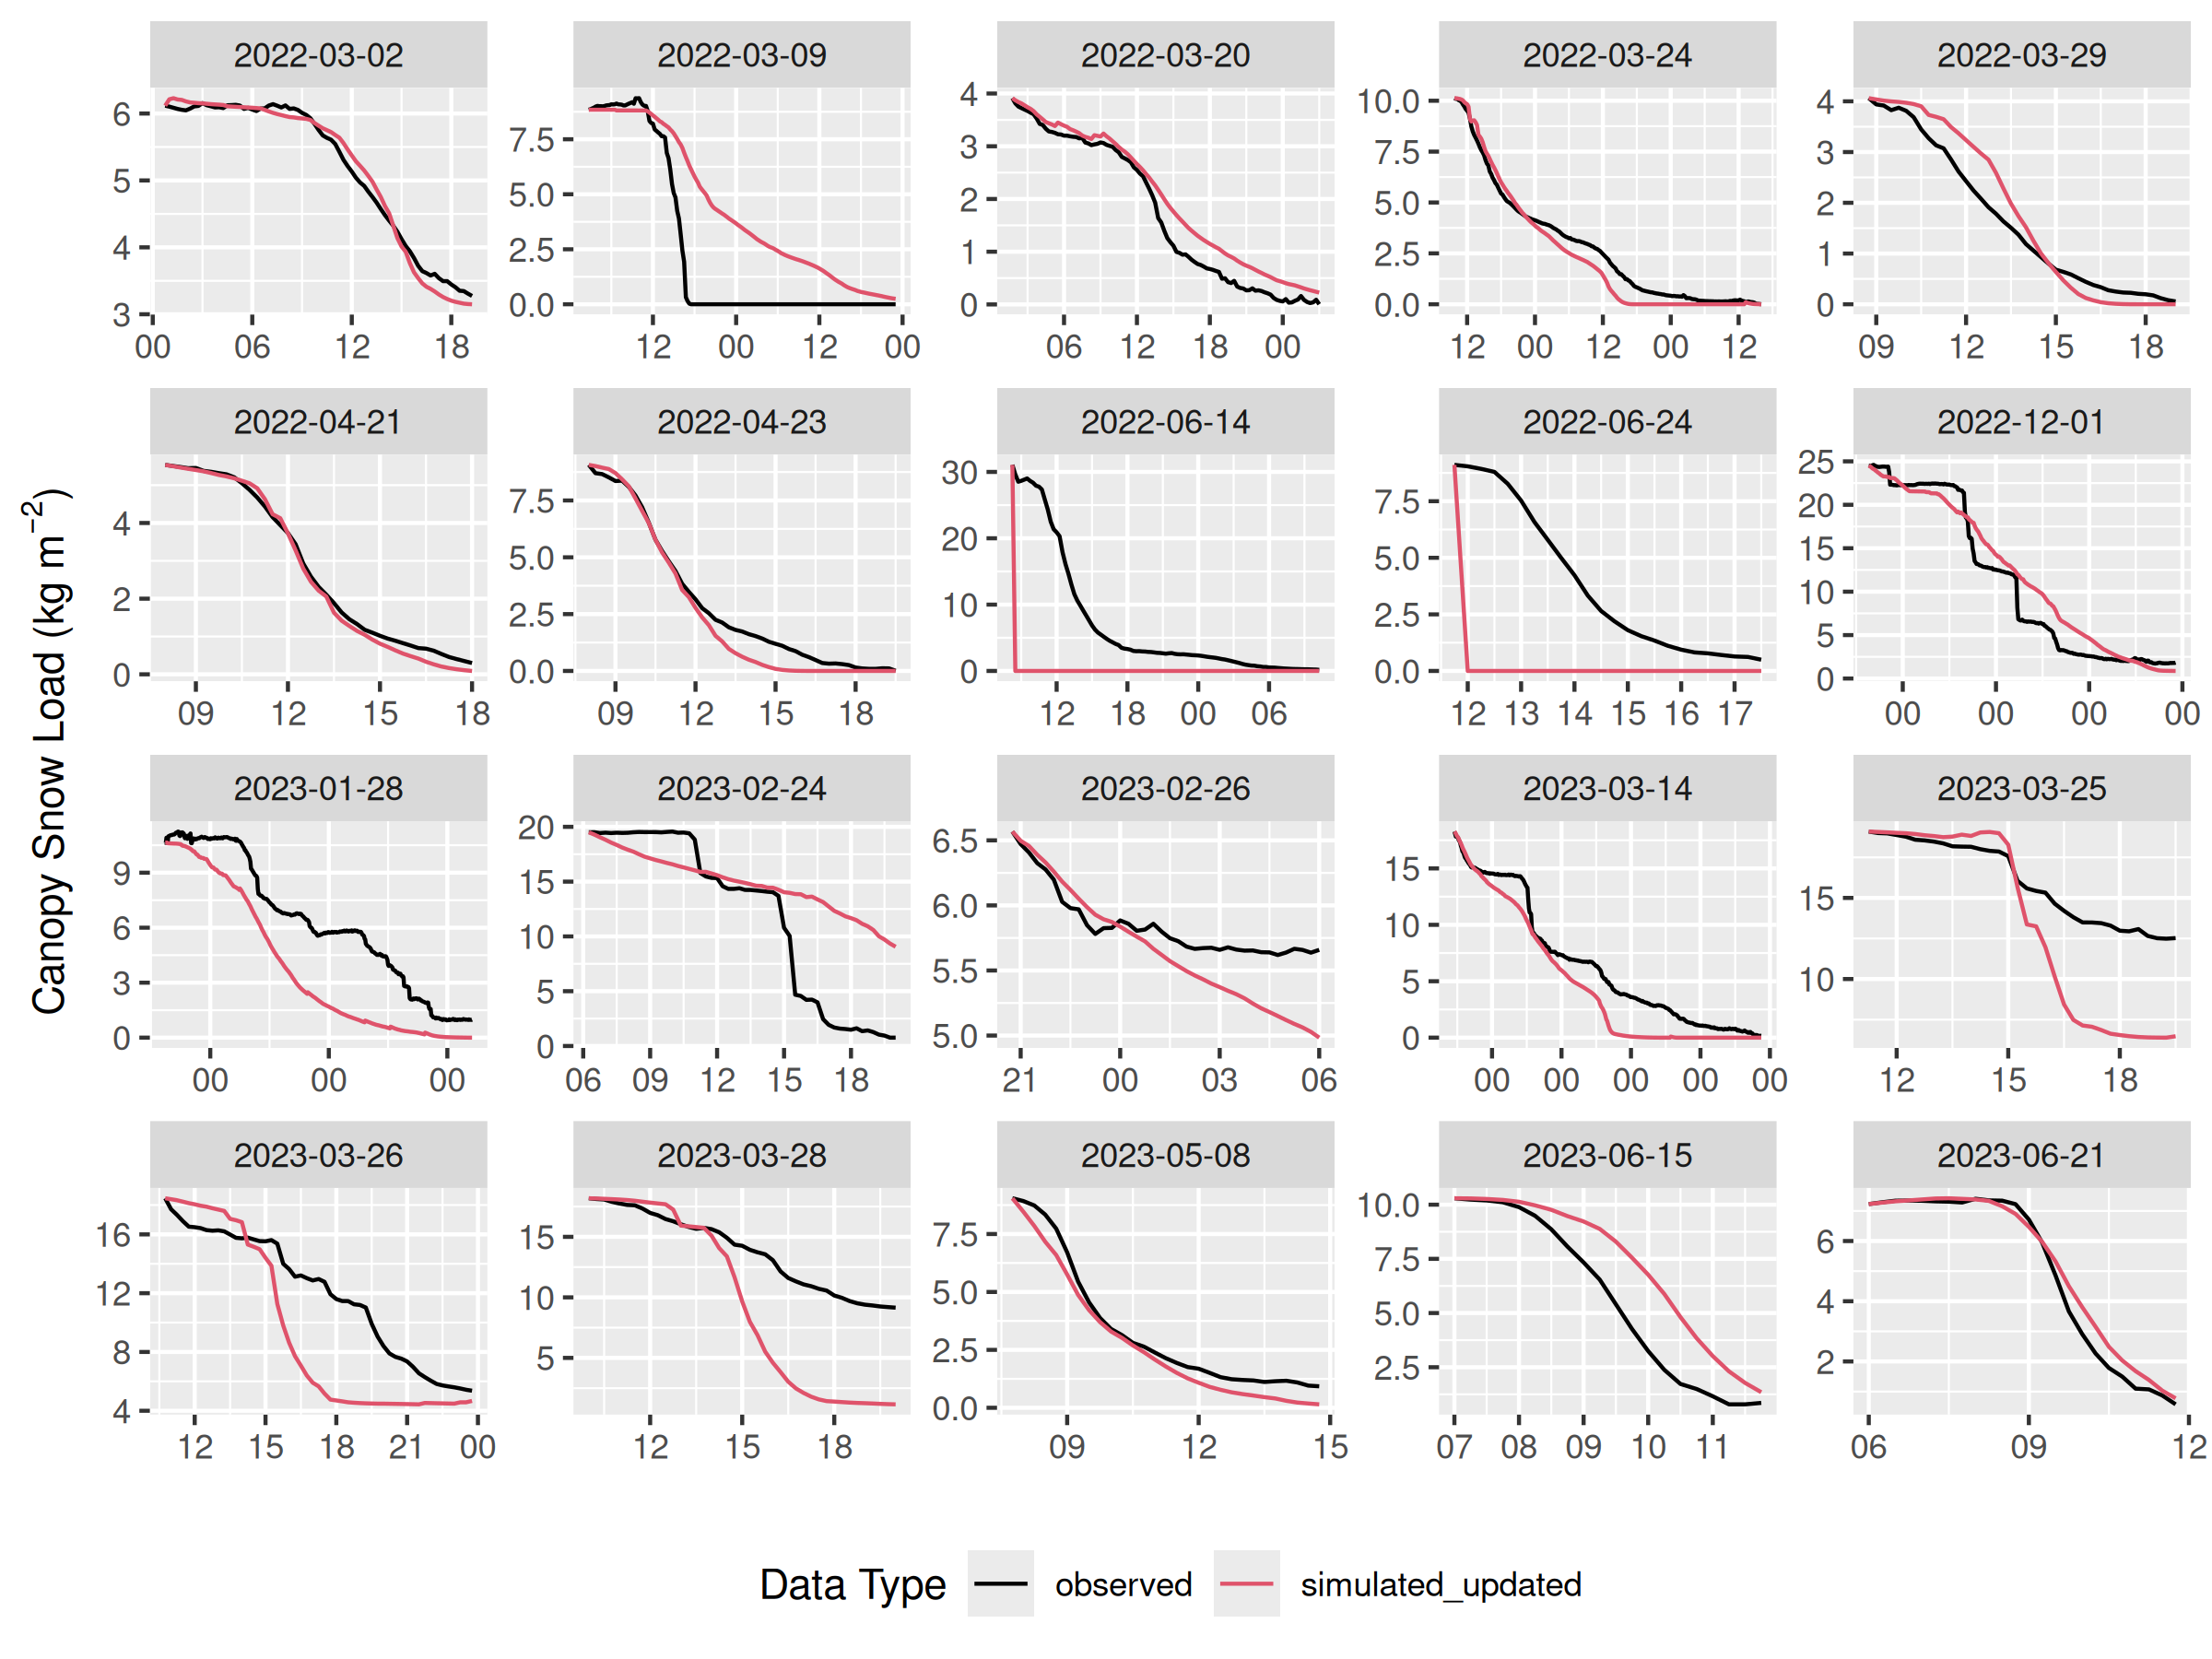 2022-03-02 2022-03-09 2022-03-20 2022-03-24 2022-03-29
6 5 4 3
7.5 5.0 2.5 0.0
4 3 2 1 0
10.0 7.5 5.0 2.5 0.0
4 3 2 1 0
00 06 12 18
12 00 12 00
06 12 18 00
12 00 12 00 12
09 12 15 18
2022-04-21 2022-04-23 2022-06-14 2022-06-24 2022-12-01
4 2 0
7.5 5.0 2.5 0.0
30 20 10 0
7.5 5.0 2.5 0.0
25 20 15 10 5 0
09 12 15 18
09 12 15 18
12 18 00 06
12 13 14 15 16 17
00 00 00 00
Canopy Snow Load (kg m⁻²)
2023-01-28 2023-02-24 2023-02-26 2023-03-14 2023-03-25
9 6 3 0
20 15 10 5 0
6.5 6.0 5.5 5.0
15 10 5 0
15 10
00 00 00
06 09 12 15 18
21 00 03 06
00 00 00 00 00
12 15 18
2023-03-26 2023-03-28 2023-05-08 2023-06-15 2023-06-21
16 12 8 4
15 10 5
7.5 5.0 2.5 0.0
10.0 7.5 5.0 2.5
6 4 2
12 15 18 21 00
12 15 18
09 12 15
07 08 09 10 11
06 09 12
Data Type observed simulated_updated